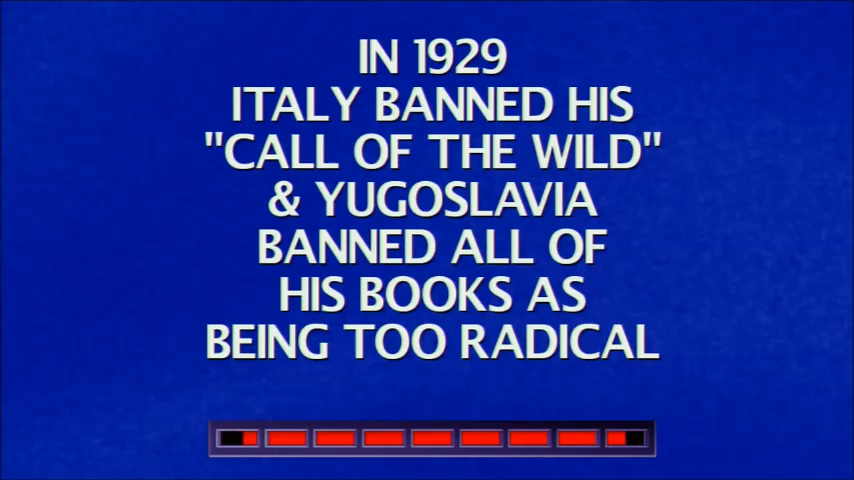 IN 1929
ITALY BANNED HIS
"CALL OF THE WILD"
& YUGOSLAVIA
BANNED ALL OF
HIS BOOKS AS
BEING TOO RADICAL